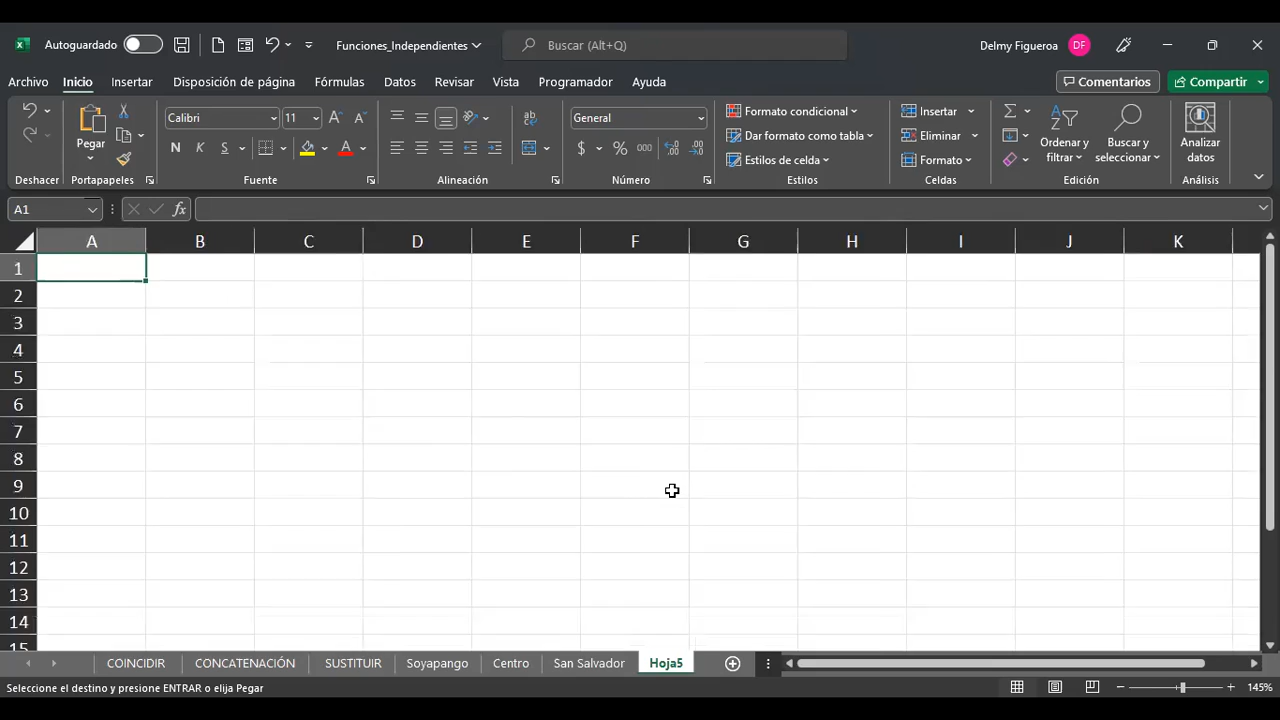 Autoguardado
Funciones_Independientes
Buscar (Alt+Q)
Delmy Figueroa
DF
Archivo Inicio Insertar Disposición de página Fórmulas Datos Revisar Vista Programador Ayuda
Comentarios
Compartir
Pegar
Deshacer
Portapapeles
Calibri
11
N K S
A
Fuente
Alineación
General
$ % 000
Número
Formato condicional
Dar formato como tabla
Estilos de celda
Estilos
Insertar
Eliminar
Formato
Celdas
Ordenar y
filtrar
Buscar y
seleccionar
Edición
Analizar
datos
Análisis
A1
fx
A B C D E F G H I J K
1
2
3
4
5
6
7
8
9
10
11
12
13
14
15
COINCIDIR CONCATENACIÓN SUSTITUIR Soyapango Centro San Salvador Hoja5
Seleccione el destino y presione ENTRAR o elija Pegar
145%